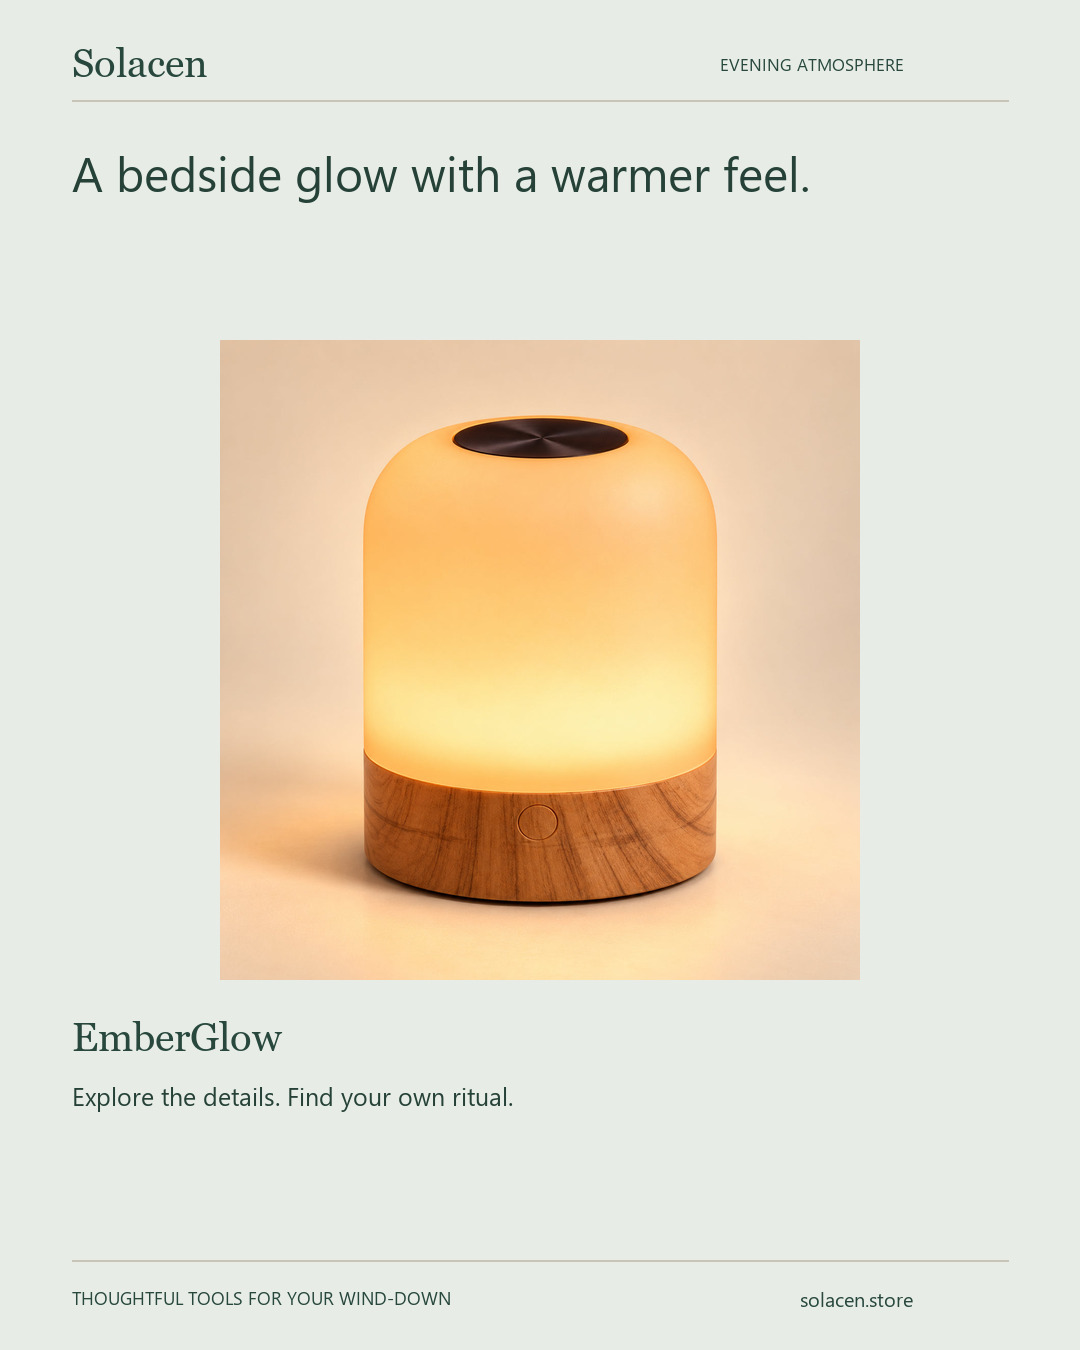 Solacen
EVENING ATMOSPHERE
A bedside glow with a warmer feel.
EmberGlow
Explore the details. Find your own ritual.
THOUGHTFUL TOOLS FOR YOUR WIND-DOWN
solacen.store